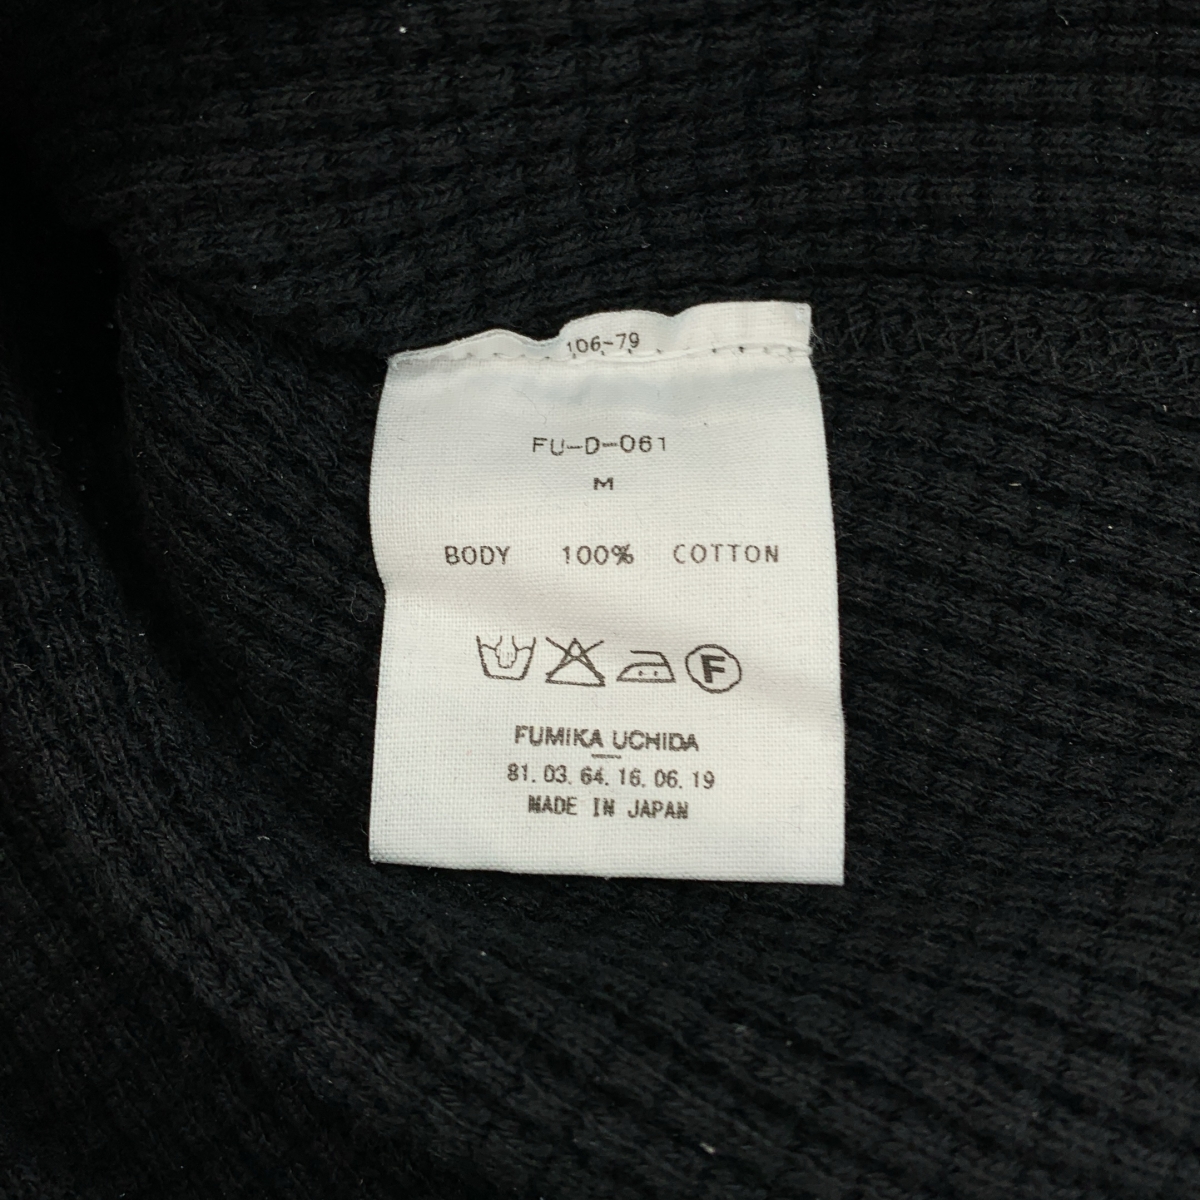 106-79
FU-D-061
M
BODY 100% COTTON
F
FUMIKA UCHIDA
81. 03. 64. 16. 06. 19
MADE IN JAPAN